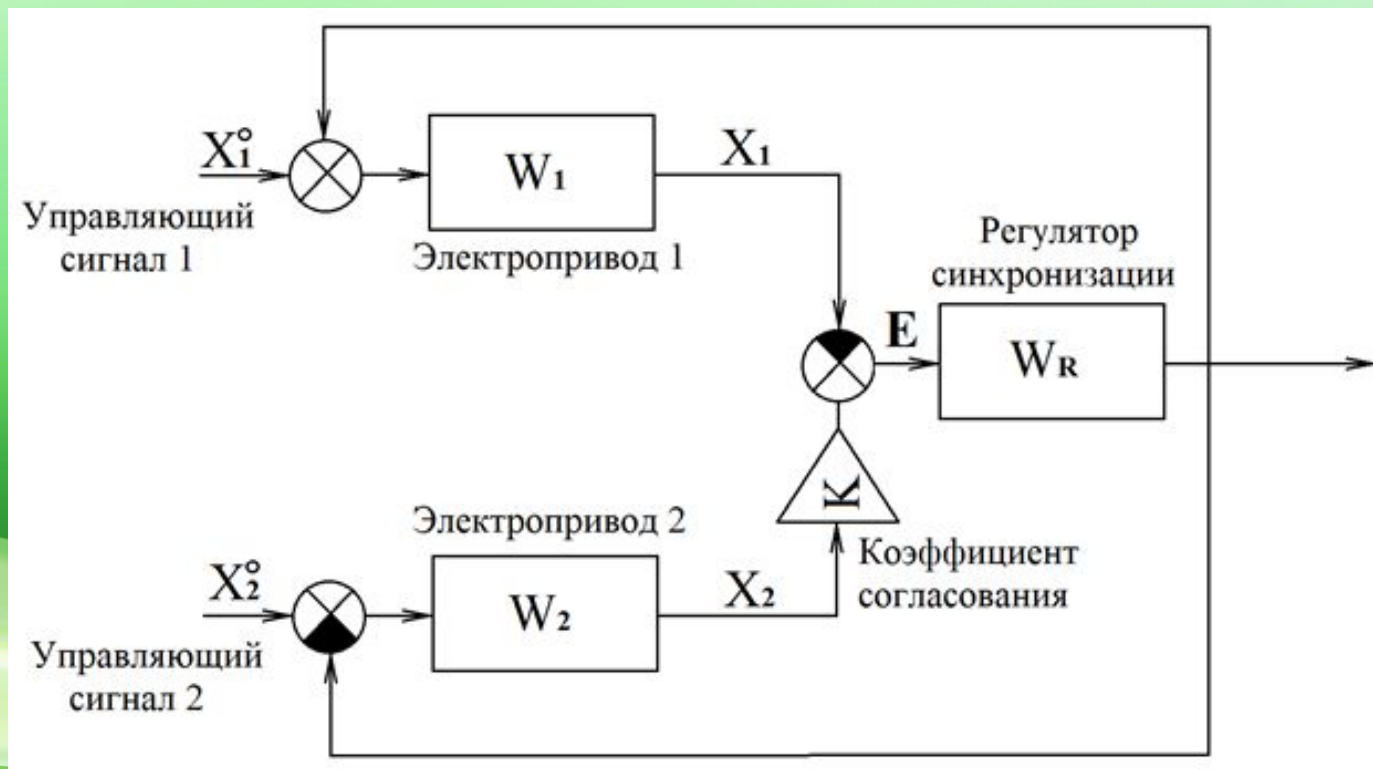 X₁°
Управляющий
сигнал 1
W₁
Электропривод 1
X₁
Регулятор
синхронизации
E
W_R
K
Коэффициент
согласования
Электропривод 2
X₂°
Управляющий
сигнал 2
W₂
X₂